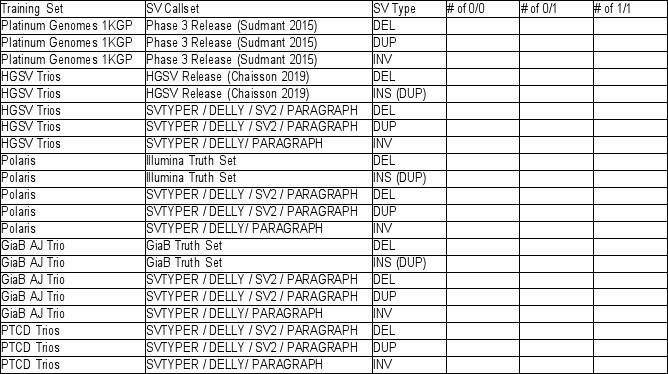 Training Set SV Callset SV Type # of 0/0 # of 0/1 # of 1/1
Platinum Genomes 1KGP Phase 3 Release (Sudmant 2015) DEL
Platinum Genomes 1KGP Phase 3 Release (Sudmant 2015) DUP
Platinum Genomes 1KGP Phase 3 Release (Sudmant 2015) INV
HGSV Trios HGSV Release (Chaisson 2019) DEL
HGSV Trios HGSV Release (Chaisson 2019) INS (DUP)
HGSV Trios SVTYPER / DELLY / SV2 / PARAGRAPH DEL
HGSV Trios SVTYPER / DELLY / SV2 / PARAGRAPH DUP
HGSV Trios SVTYPER / DELLY/ PARAGRAPH INV
Polaris Illumina Truth Set DEL
Polaris Illumina Truth Set INS (DUP)
Polaris SVTYPER / DELLY / SV2 / PARAGRAPH DEL
Polaris SVTYPER / DELLY / SV2 / PARAGRAPH DUP
Polaris SVTYPER / DELLY/ PARAGRAPH INV
GiaB AJ Trio GiaB Truth Set DEL
GiaB AJ Trio GiaB Truth Set INS (DUP)
GiaB AJ Trio SVTYPER / DELLY / SV2 / PARAGRAPH DEL
GiaB AJ Trio SVTYPER / DELLY / SV2 / PARAGRAPH DUP
GiaB AJ Trio SVTYPER / DELLY/ PARAGRAPH INV
PTCD Trios SVTYPER / DELLY / SV2 / PARAGRAPH DEL
PTCD Trios SVTYPER / DELLY / SV2 / PARAGRAPH DUP
PTCD Trios SVTYPER / DELLY/ PARAGRAPH INV